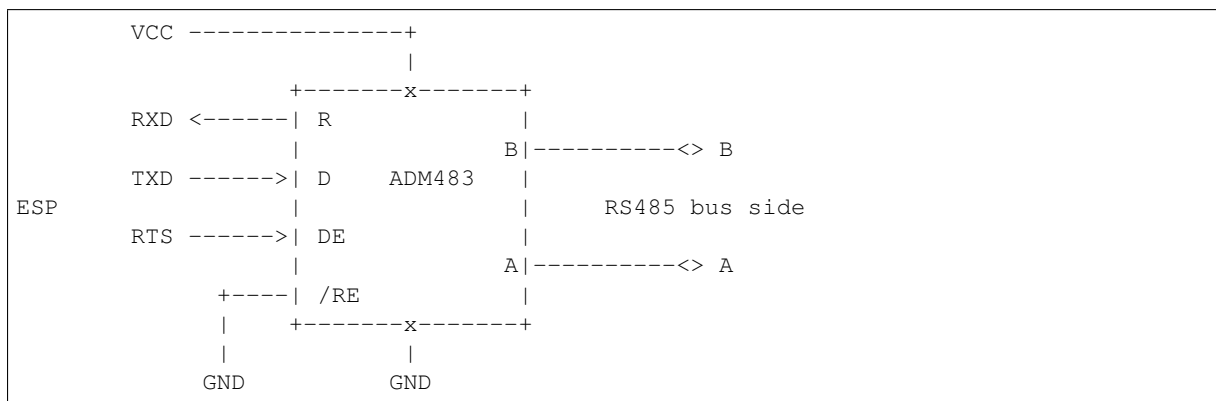 VCC ---------------+
|
+-------x-------+
RXD <------| R |
| B|----------<> B
TXD ------>| D ADM483 |
ESP | | RS485 bus side
RTS ------>| DE |
| A|----------<> A
+----| /RE |
| +-------x-------+
| |
GND GND